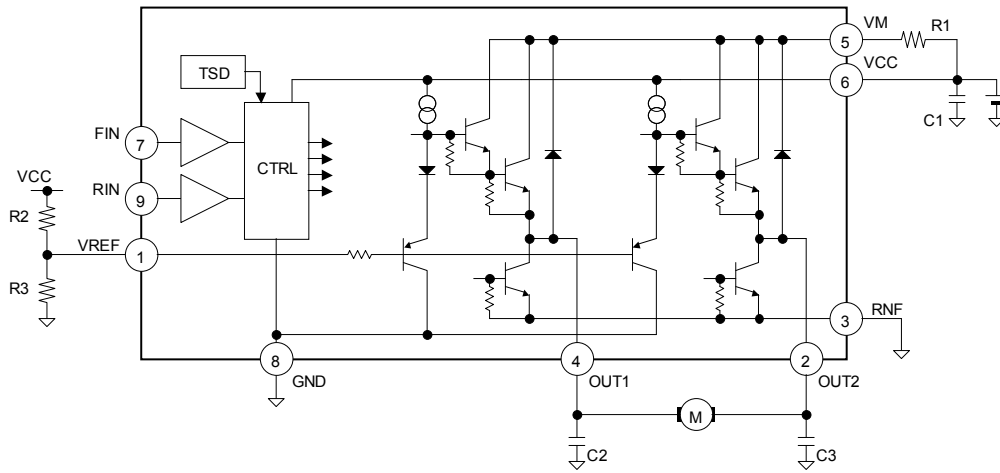 VM
R1
5
VCC
6
TSD
C1
FIN
7
CTRL
VCC
RIN
9
R2
VREF
1
R3
RNF
3
8
4
2
GND
OUT1
OUT2
M
C2
C3